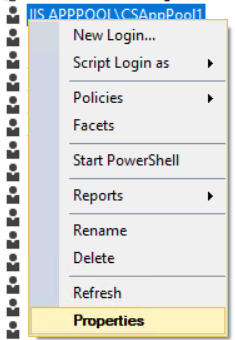 IIS APPPOOL\CSAppPool1
New Login...
Script Login as
Policies
Facets
Start PowerShell
Reports
Rename
Delete
Refresh
Properties